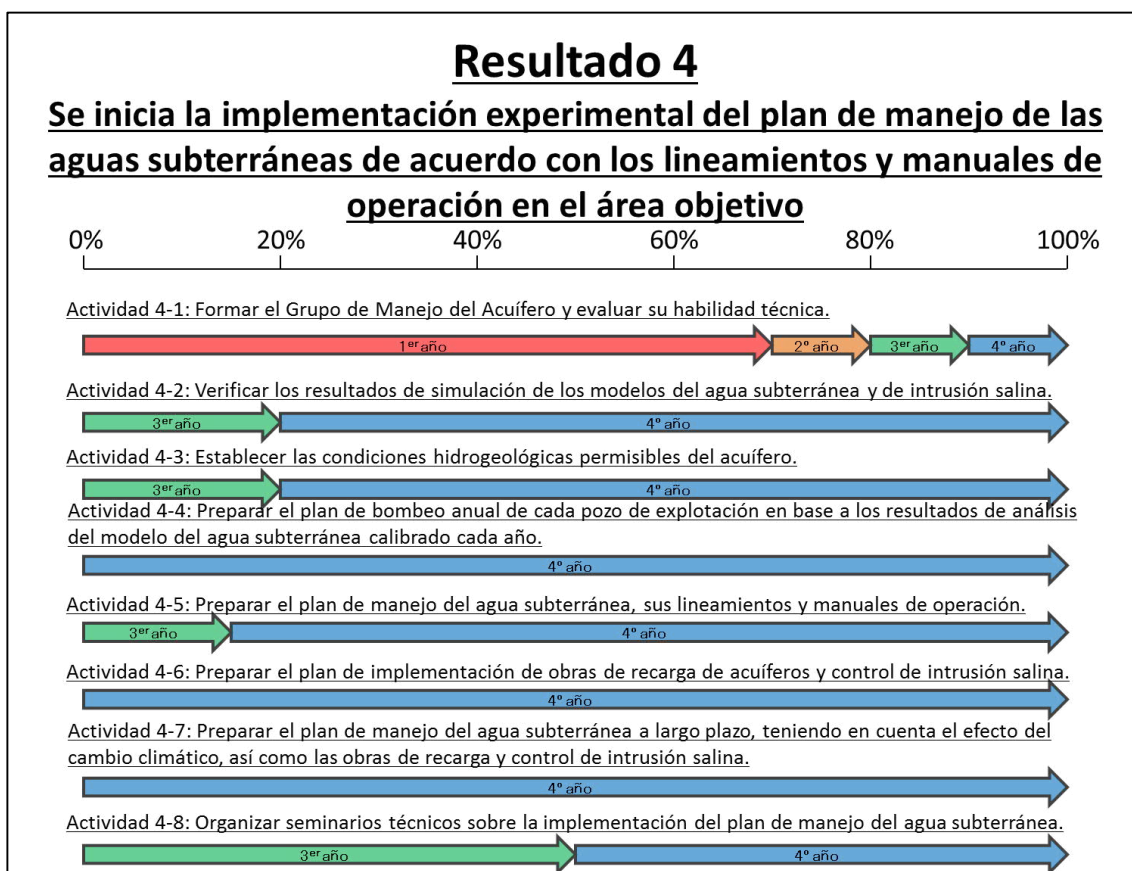 Resultado 4
Se inicia la implementación experimental del plan de manejo de las
aguas subterráneas de acuerdo con los lineamientos y manuales de
operación en el área objetivo
0% 20% 40% 60% 80% 100%
Actividad 4-1: Formar el Grupo de Manejo del Acuífero y evaluar su habilidad técnica.
1er año 2º año 3er año 4º año
Actividad 4-2: Verificar los resultados de simulación de los modelos del agua subterránea y de intrusión salina.
3er año 4º año
Actividad 4-3: Establecer las condiciones hidrogeológicas permisibles del acuífero.
3er año 4º año
Actividad 4-4: Preparar el plan de bombeo anual de cada pozo de explotación en base a los resultados de análisis
del modelo del agua subterránea calibrado cada año.
4º año
Actividad 4-5: Preparar el plan de manejo del agua subterránea, sus lineamientos y manuales de operación.
3er año 4º año
Actividad 4-6: Preparar el plan de implementación de obras de recarga de acuíferos y control de intrusión salina.
4º año
Actividad 4-7: Preparar el plan de manejo del agua subterránea a largo plazo, teniendo en cuenta el efecto del
cambio climático, así como las obras de recarga y control de intrusión salina.
4º año
Actividad 4-8: Organizar seminarios técnicos sobre la implementación del plan de manejo del agua subterránea.
3er año 4º año